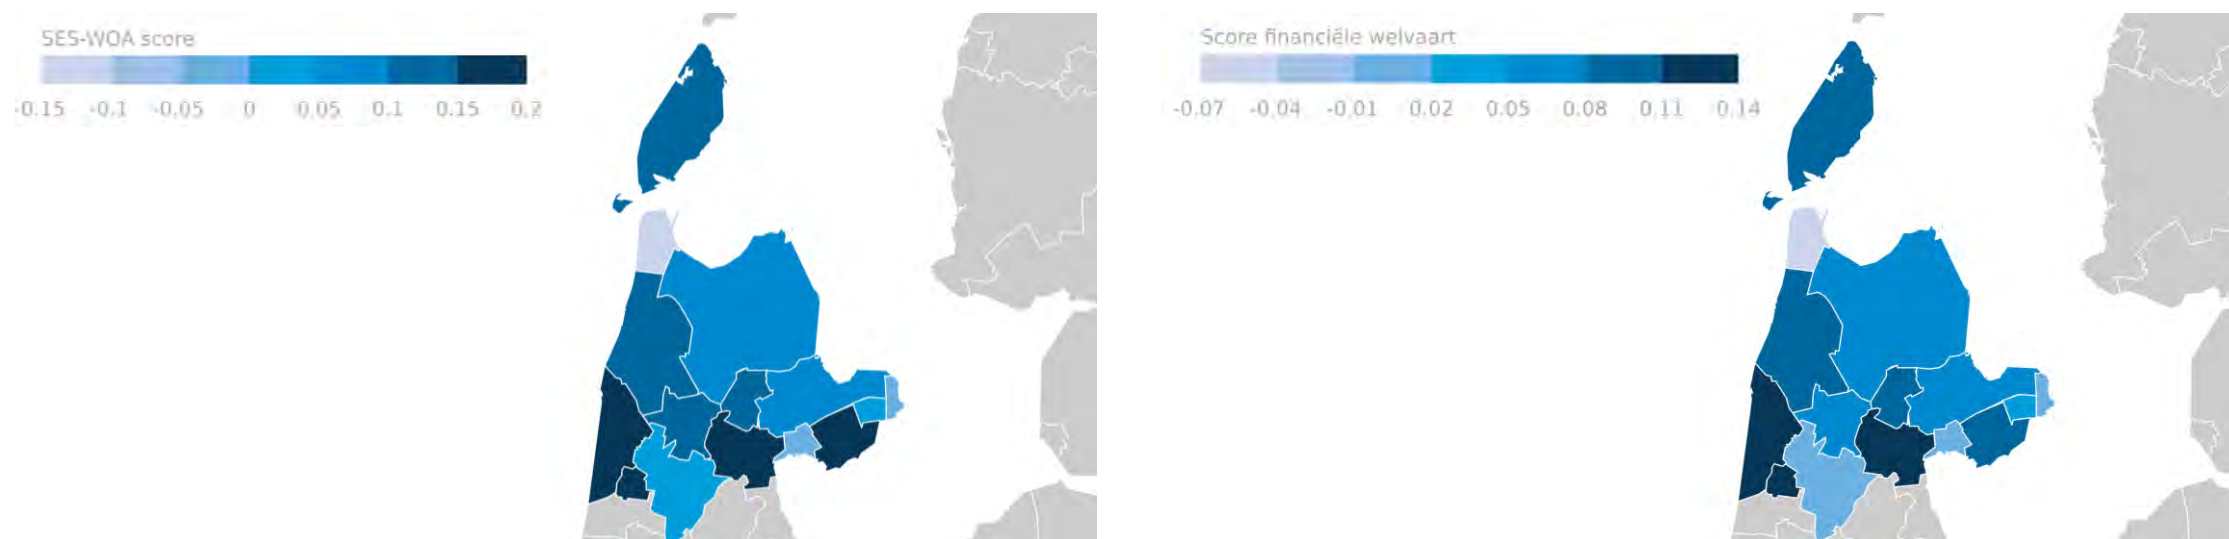 SES-WOA score
-0.15 -0.1 -0.05 0 0.05 0.1 0.15 0.2
Score financiële welvaart
-0.07 -0.04 -0.01 0.02 0.05 0.08 0.11 0.14